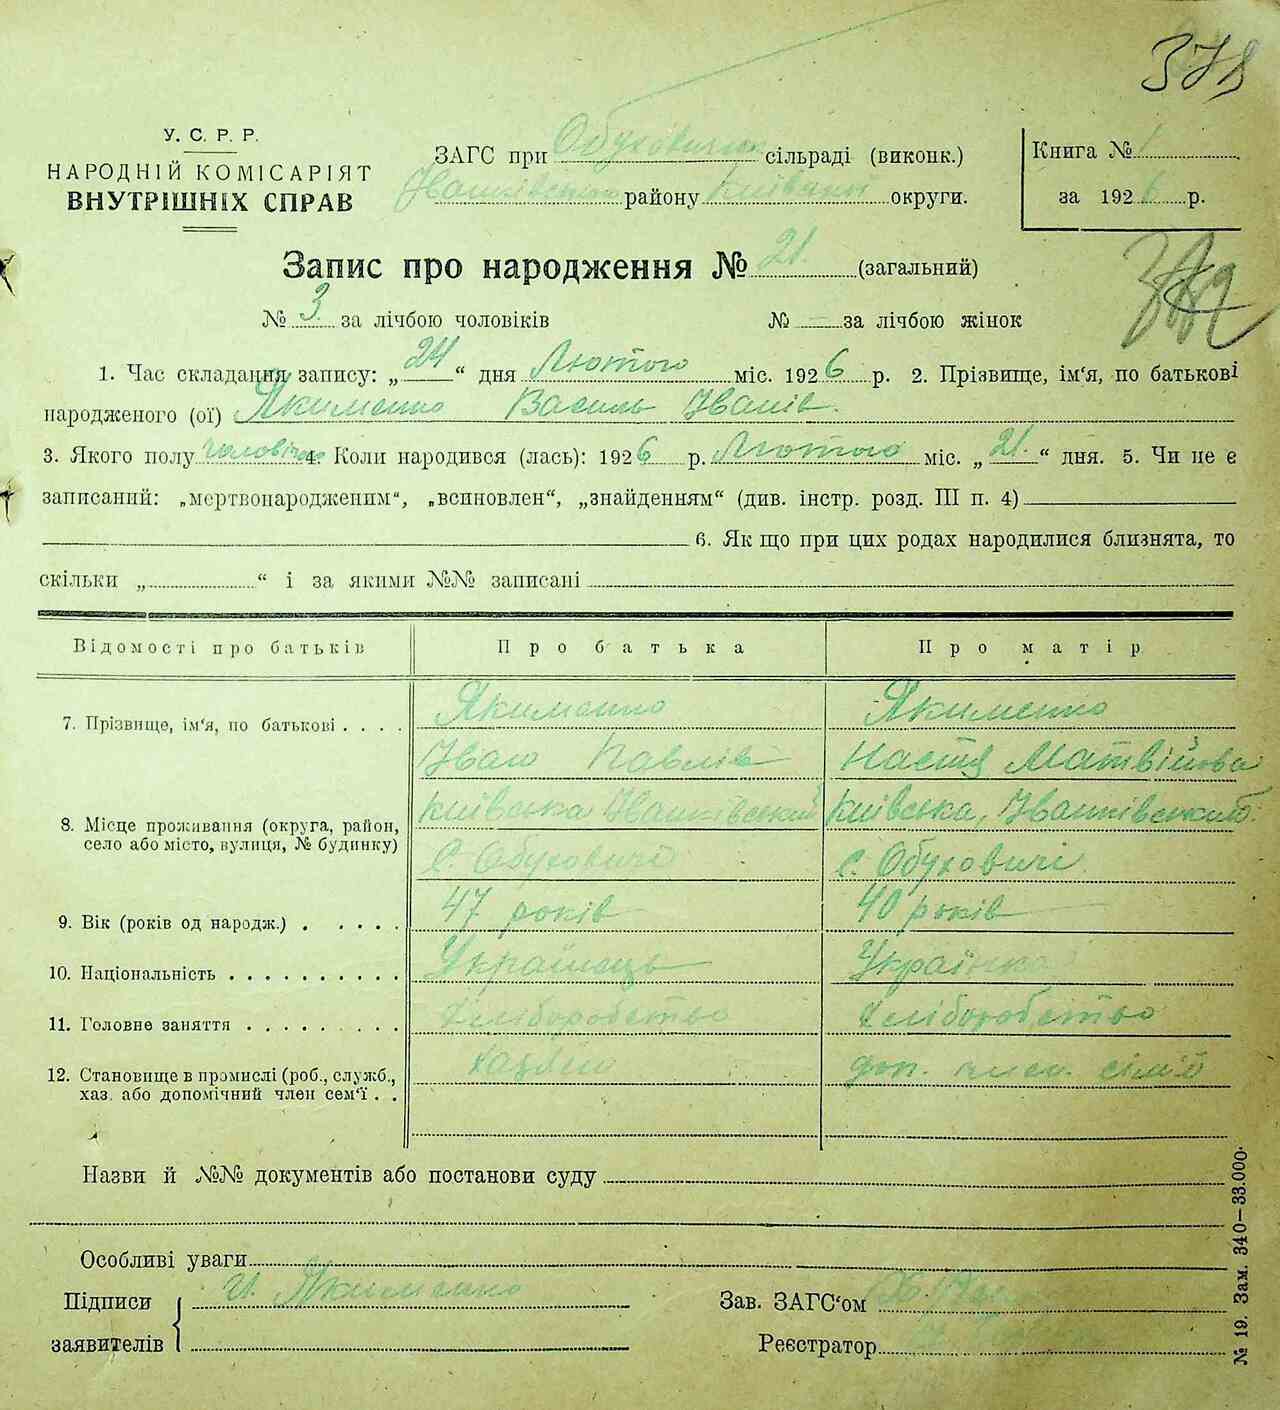 378
У. С. Р. Р.
НАРОДНІЙ КОМІСАРІЯТ
ВНУТРІШНІХ СПРАВ
ЗАГС при Обуховицькій сільраді (виконк.)
Іванківського району Київської округи.
Книга № 1
за 1926 р.
Запис про народження № 21. (загальний)
№ 3 за лічбою чоловіків № — за лічбою жінок
1. Час складання запису: „24“ дня Лютого міс. 1926 р. 2. Прізвище, ім‘я, по батькові
народженого (ої) Якименко Василь Іванів.
3. Якого полу 4. Коли народився (лась): 1926 р. Лютого міс. „21.“ дня. 5. Чи не є
записаний: „мертвонародженим“, „всиновлен“, „знайденням“ (див. інстр. розд. III п. 4)
6. Як що при цих родах народилися близнята, то
скільки „ “ і за якими №№ записані
Відомості про батьків Про батька Про матір
7. Прізвище, ім‘я, по батькові . . . . Якименко Якименко
Іван Павлів Настя Матвійова
8. Місце проживання (округа, район, Київська Іванківський Київська, Іванківський
село або місто, вулиця, № будинку) с. Обуховичі с. Обуховичі
9. Вік (років од народж.) . . . . . . 47 років 40 років
10. Національність . . . . . . . . . . Українець Українка
11. Головне заняття . . . . . . . . . Хліборобство Хліборобство
12. Становище в промислі (роб., служб., хазяїн доп. член сім‘ї
хаз. або допомічний член сем‘ї . .
Назви й №№ документів або постанови суду
Особливі уваги
Підписи И. Якименко Зав. ЗАГС‘ом
заявителів Реєстратор
№ 19. Зам. 340—33.000.